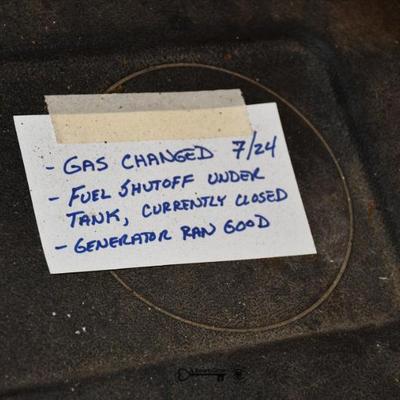 - GAS CHANGED 7/24
- FUEL SHUTOFF UNDER
TANK, CURRENTLY CLOSED
- GENERATOR RAN GOOD